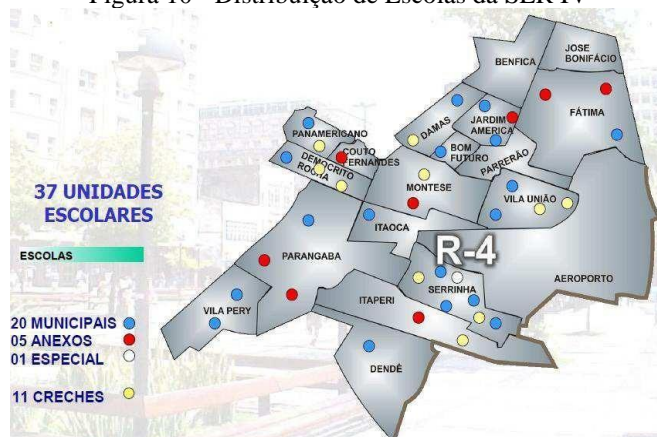 Figura 10 - Distribuição de Escolas da SER IV
BENFICA
JOSE
BONIFÁCIO
FÁTIMA
DAMAS
JARDIM
AMERICA
PANAMERICANO
COUTO
FERNANDES
DEMOCRITO
ROCHA
BOM
FUTURO
PARRERÃO
MONTESE
VILA UNIÃO
37 UNIDADES
ESCOLARES
ITAOCA
R-4
ESCOLAS
PARANGABA
SERRINHA
AEROPORTO
ITAPERI
VILA PERY
20 MUNICIPAIS
05 ANEXOS
01 ESPECIAL
DENDÊ
11 CRECHES